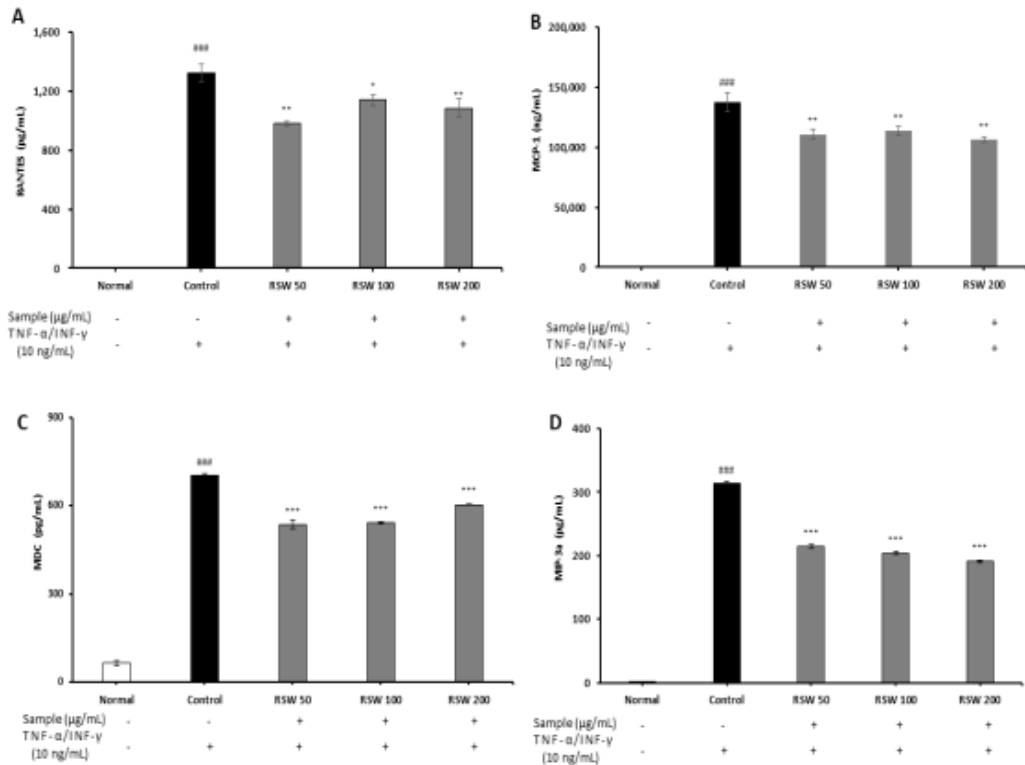 A
1,600
1,200
800
400
0
RANTES (pg/mL)
###
**
*
**
Normal Control RSW 50 RSW 100 RSW 200
Sample (µg/mL) - - + + +
TNF-α/INF-γ
(10 ng/mL) - + + + +
B
200,000
150,000
100,000
50,000
0
MCP-1 (ng/mL)
###
**
**
**
Normal Control RSW 50 RSW 100 RSW 200
Sample (µg/mL) - - + + +
TNF-α/INF-γ
(10 ng/mL) - + + + +
C
900
600
300
0
MDC (pg/mL)
###
***
***
***
Normal Control RSW 50 RSW 100 RSW 200
Sample (µg/mL) - - + + +
TNF-α/INF-γ
(10 ng/mL) - + + + +
D
400
300
200
100
0
MIP-3a (pg/mL)
###
***
***
***
Normal Control RSW 50 RSW 100 RSW 200
Sample (µg/mL) - - + + +
TNF-α/INF-γ
(10 ng/mL) - + + + +